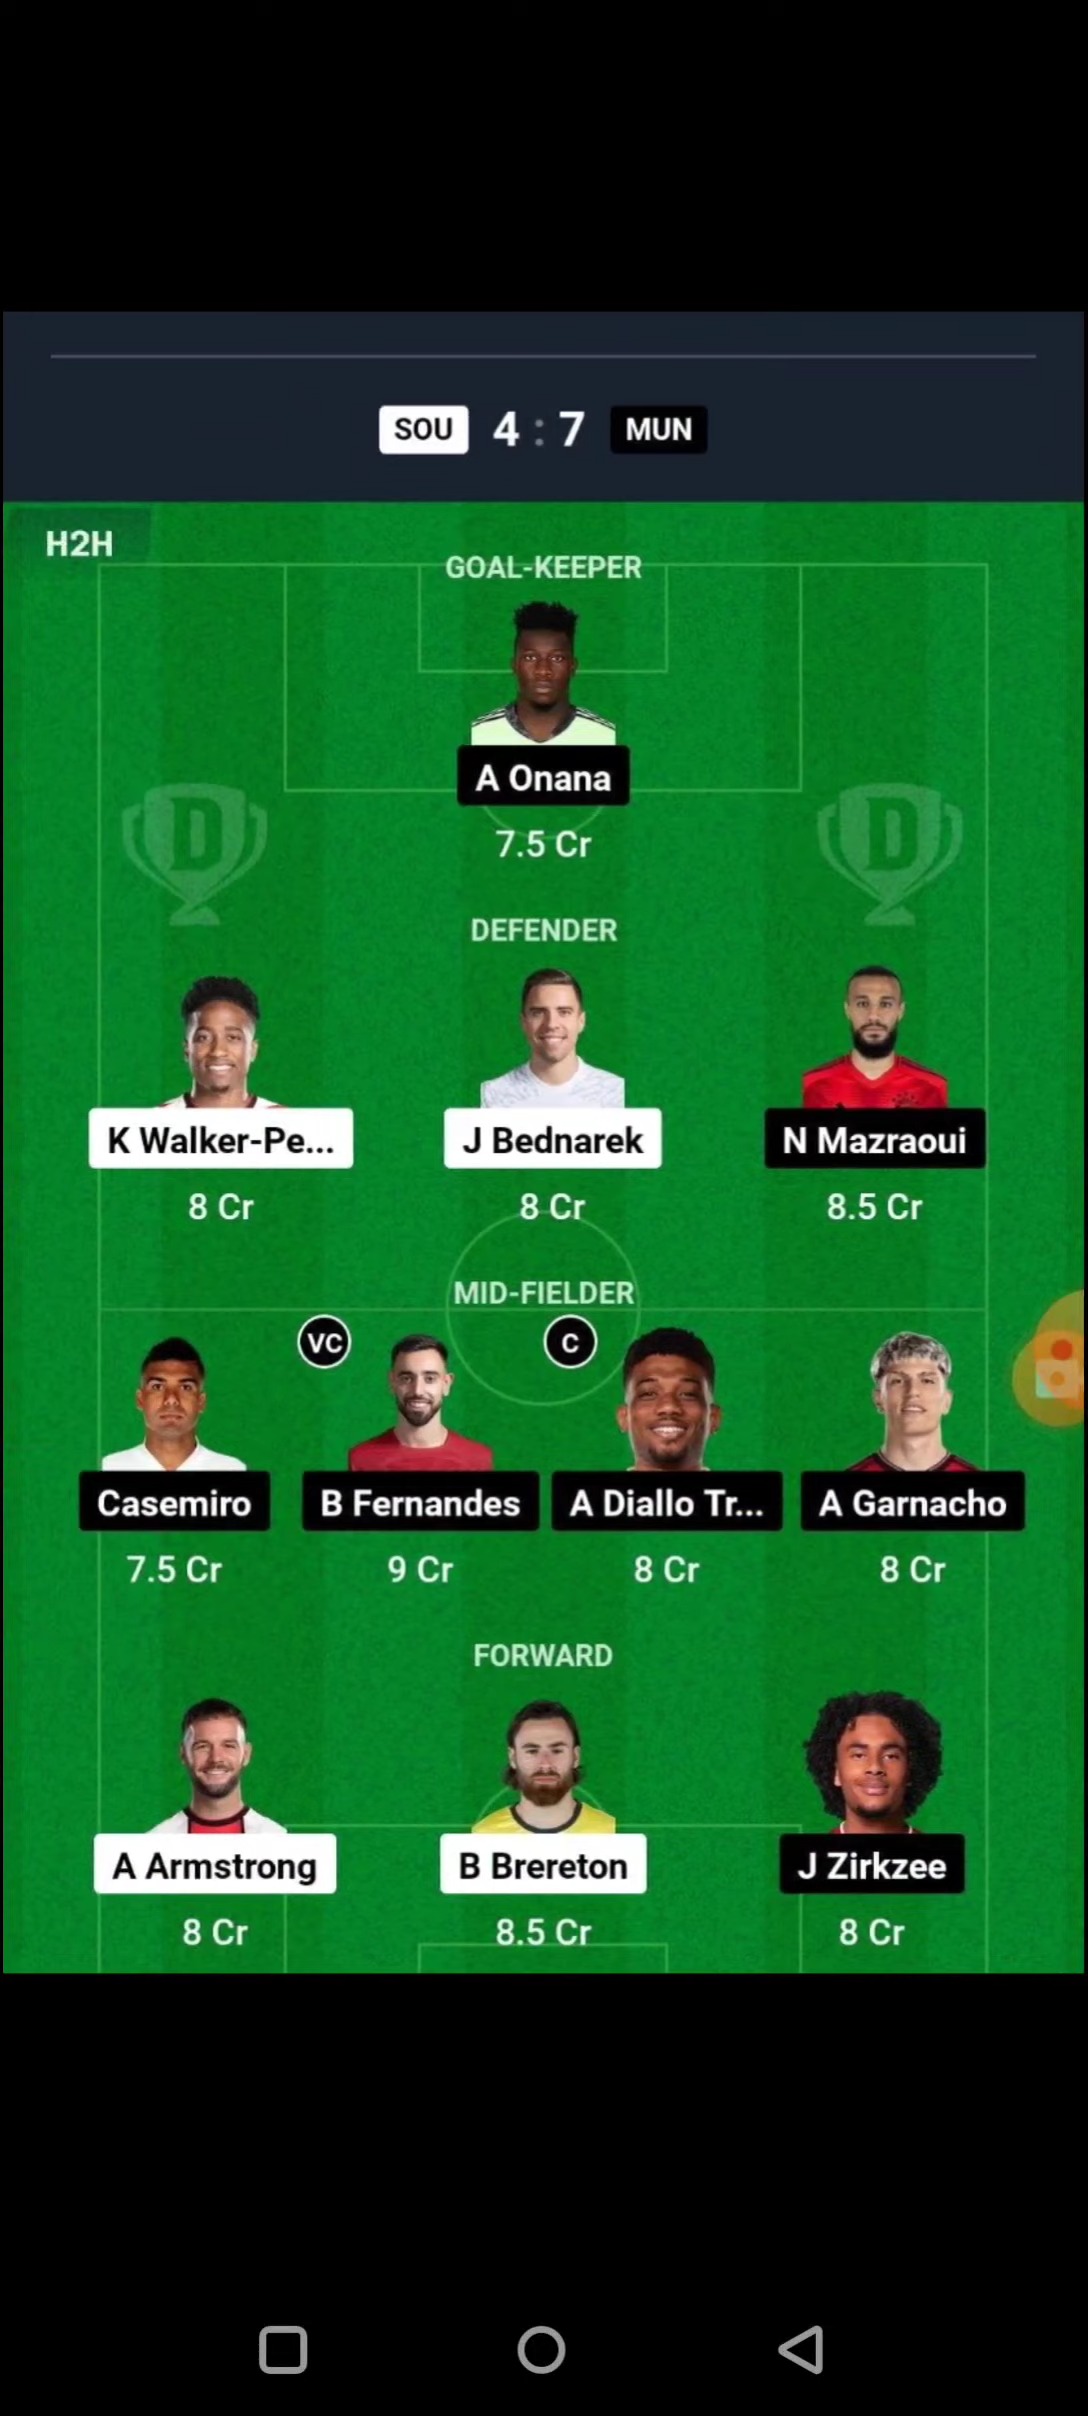 SOU 4 : 7 MUN
H2H
GOAL-KEEPER
A Onana
7.5 Cr
D D
DEFENDER
K Walker-Pe... J Bednarek N Mazraoui
8 Cr 8 Cr 8.5 Cr
MID-FIELDER
VC C
Casemiro B Fernandes A Diallo Tr... A Garnacho
7.5 Cr 9 Cr 8 Cr 8 Cr
FORWARD
A Armstrong B Brereton J Zirkzee
8 Cr 8.5 Cr 8 Cr